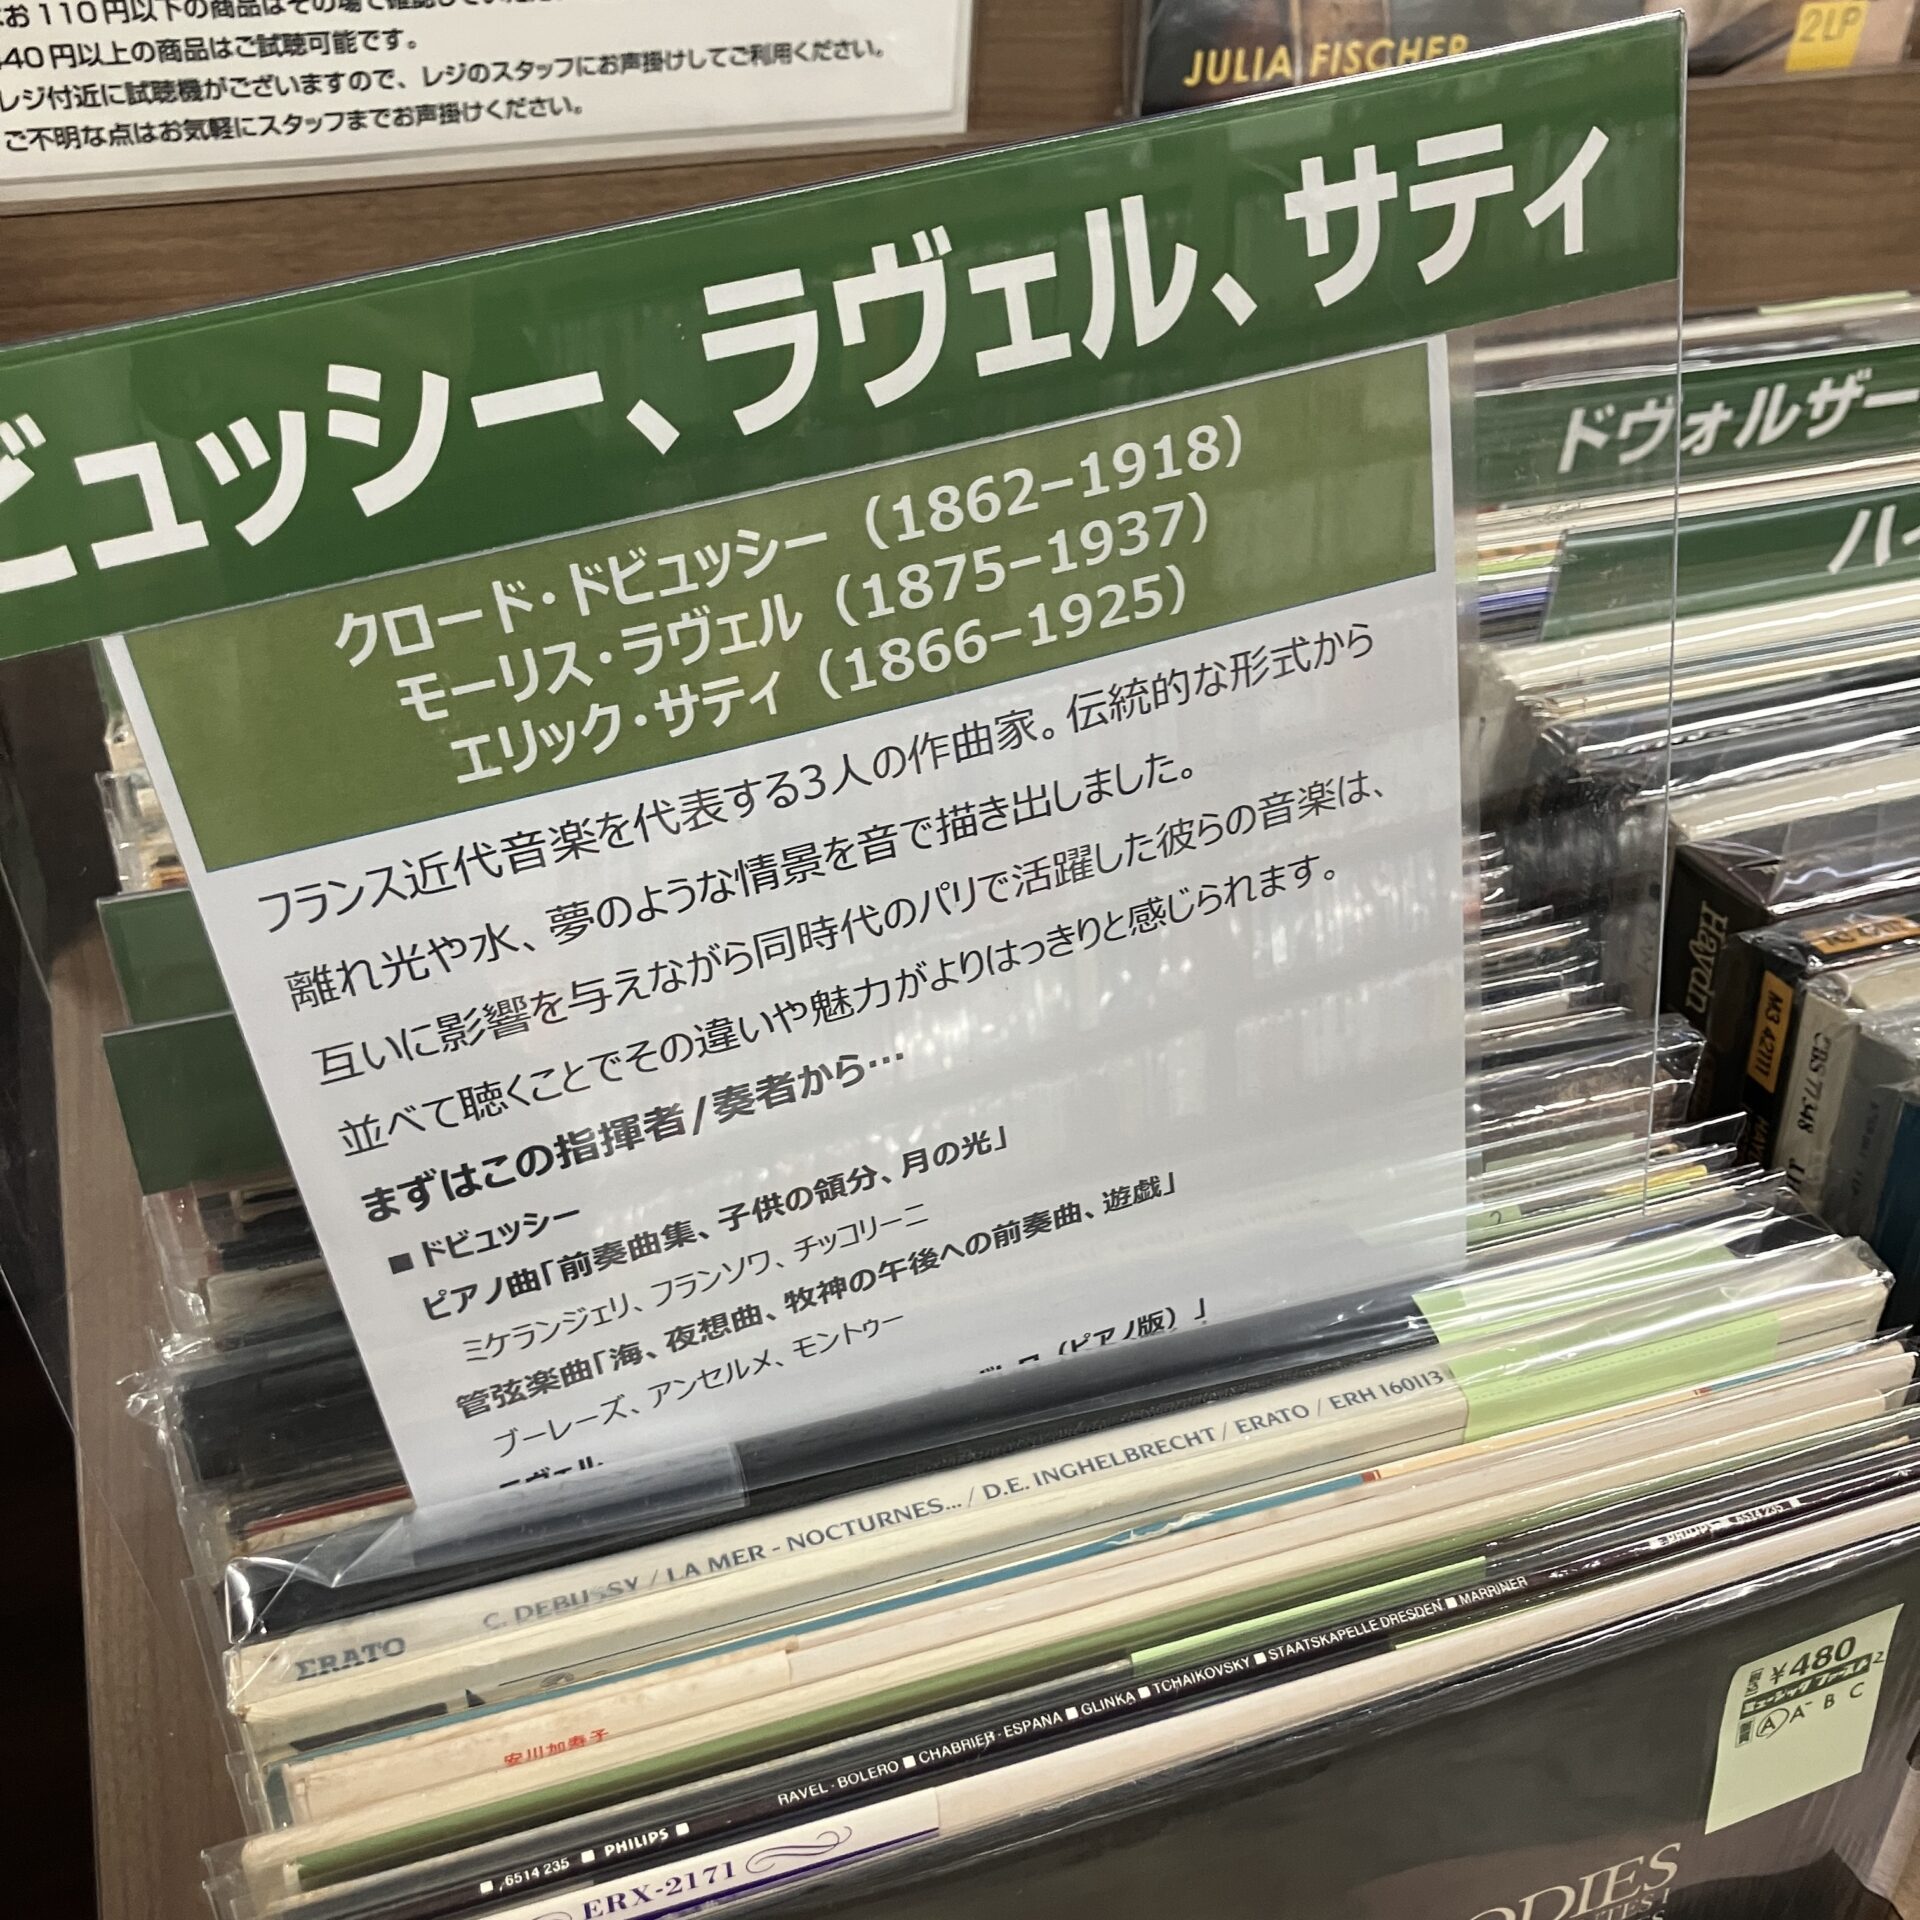 お110円以下の商品はその場で確認して
440円以上の商品はご試聴可能です。
レジ付近に試聴機がございますので、レジのスタッフにお声掛けしてご利用ください。
ご不明な点はお気軽にスタッフまでお声掛けください。
JULIA FISCHER
2LP
ビュッシー、ラヴェル、サティ
クロード・ドビュッシー（1862–1918）
モーリス・ラヴェル（1875–1937）
エリック・サティ（1866–1925）
フランス近代音楽を代表する3人の作曲家。伝統的な形式から
離れ光や水、夢のような情景を音で描き出しました。
互いに影響を与えながら同時代のパリで活躍した彼らの音楽は、
並べて聴くことでその違いや魅力がよりはっきりと感じられます。
まずはこの指揮者/奏者から…
■ドビュッシー
ピアノ曲「前奏曲集、子供の領分、月の光」
ミケランジェリ、フランソワ、チッコリーニ
管弦楽曲「海、夜想曲、牧神の午後への前奏曲、遊戯」
ブーレーズ、アンセルメ、モントゥー
（ピアノ版）」
ドヴォルザー
ハイ
Haydn
M3 42111
CBS 77348
ERATO C. DEBUSSY / LA MER - NOCTURNES... / D.E. INGHELBRECHT / ERATO / ERH 160113
安川加寿子
6514 235 ■ PHILIPS ■ RAVEL · BOLERO ■ CHABRIER · ESPAÑA ■ GLINKA ■ TCHAIKOVSKY ■ STAATSKAPELLE DRESDEN ■ MARRINER ■ PHILIPS ■ 6514 235 ■
ERX-2171
¥480
A A- B C